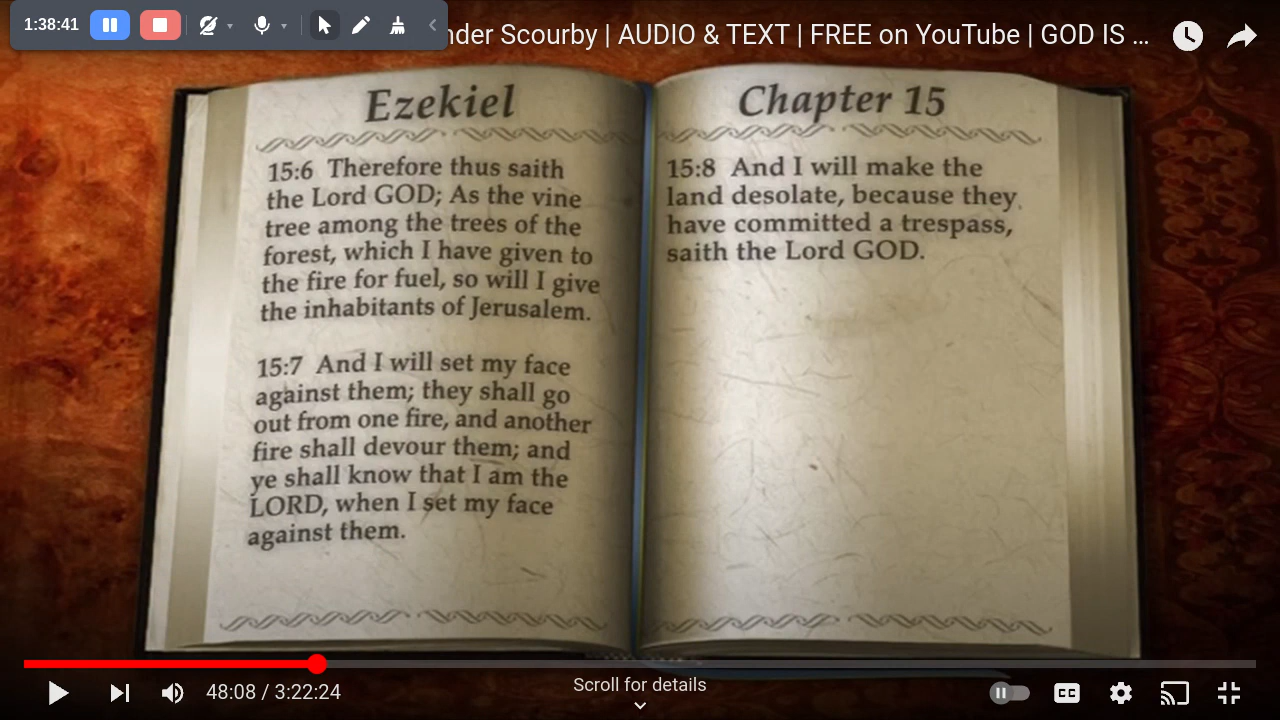 1:38:41
nder Scourby | AUDIO & TEXT | FREE on YouTube | GOD IS ...
Ezekiel
15:6 Therefore thus saith
the Lord GOD; As the vine
tree among the trees of the
forest, which I have given to
the fire for fuel, so will I give
the inhabitants of Jerusalem.
15:7 And I will set my face
against them; they shall go
out from one fire, and another
fire shall devour them; and
ye shall know that I am the
LORD, when I set my face
against them.
Chapter 15
15:8 And I will make the
land desolate, because they
have committed a trespass,
saith the Lord GOD.
48:08 / 3:22:24
Scroll for details
CC